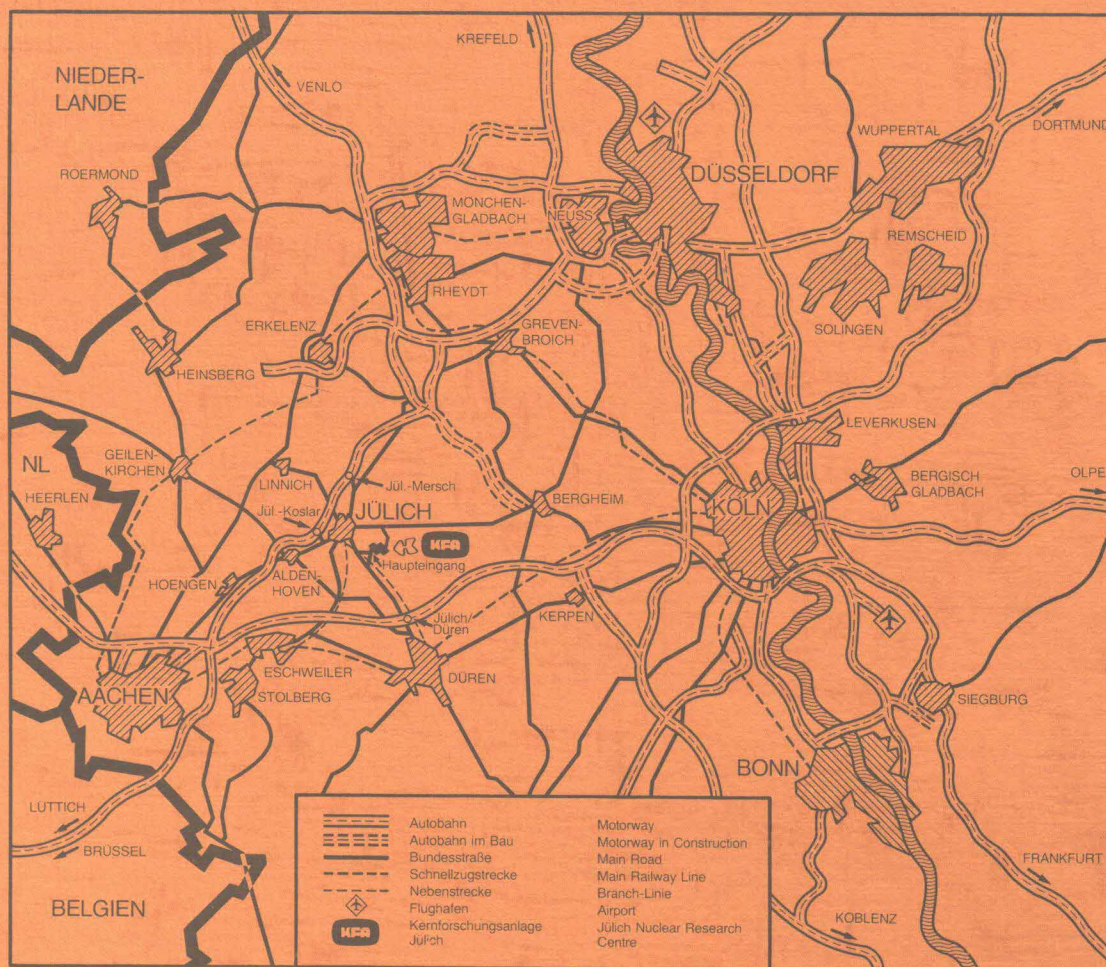 KREFELD
NIEDER-
LANDE
VENLO
WUPPERTAL
DORTMUND
ROERMOND
DÜSSELDORF
MÖNCHEN-
GLADBACH
NEUSS
REMSCHEID
RHEYDT
ERKELENZ
GREVEN-
BROICH
SOLINGEN
HEINSBERG
LEVERKUSEN
GEILEN-
KIRCHEN
NL
HEERLEN
LINNICH
Jül.-Mersch
BERGHEIM
BERGISCH
GLADBACH
OLPE
Jül.-Koslar
JÜLICH
KÖLN
KFA
Haupteingang
HOENGEN
ALDEN-
HOVEN
Jülich/
Düren
KERPEN
ESCHWEILER
DÜREN
AACHEN
STOLBERG
SIEGBURG
BONN
LÜTTICH
BRÜSSEL
FRANKFURT
BELGIEN
KOBLENZ
Autobahn Motorway
Autobahn im Bau Motorway in Construction
Bundesstraße Main Road
Schnellzugstrecke Main Railway Line
Nebenstrecke Branch-Linie
Flughafen Airport
KFA Kernforschungsanlage Jülich Nuclear Research
Jülich Centre